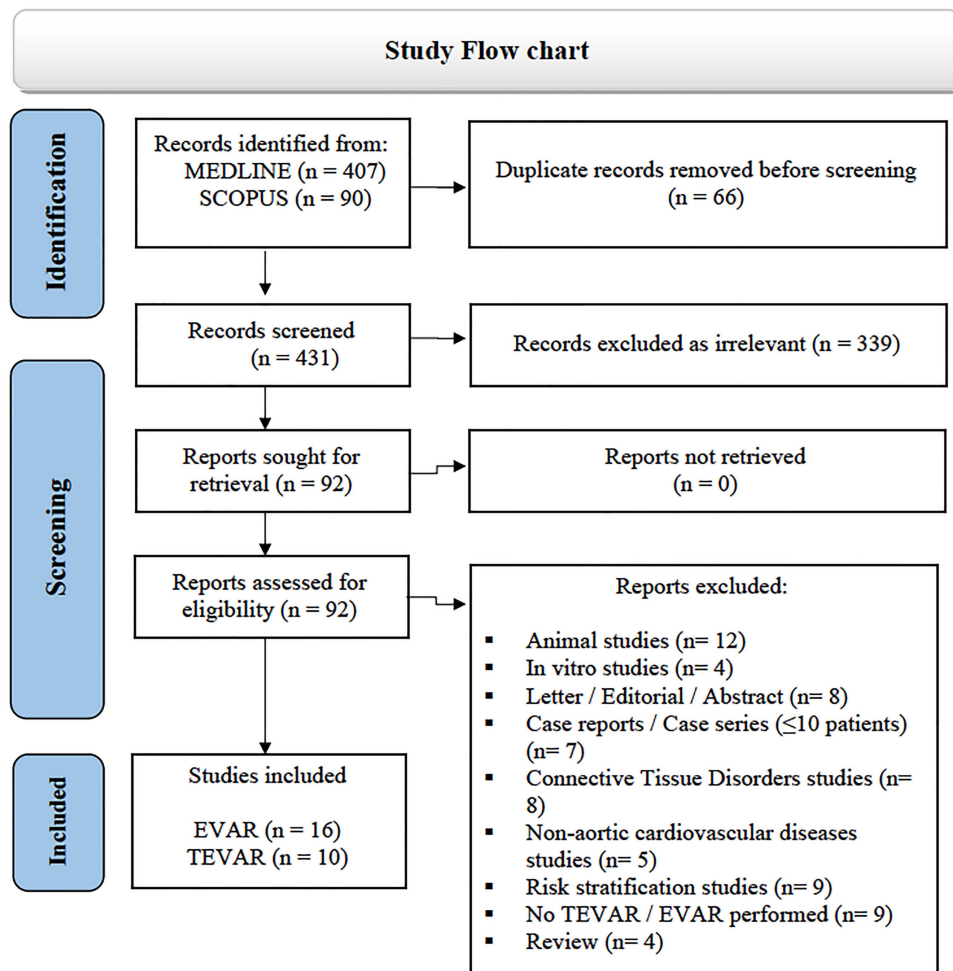 Study Flow chart
Identification
Records identified from:
MEDLINE (n = 407)
SCOPUS (n = 90)
Duplicate records removed before screening
(n = 66)
Screening
Records screened
(n = 431)
Records excluded as irrelevant (n = 339)
Reports sought for
retrieval (n = 92)
Reports not retrieved
(n = 0)
Reports assessed for
eligibility (n = 92)
Reports excluded:
▪ Animal studies (n= 12)
▪ In vitro studies (n= 4)
▪ Letter / Editorial / Abstract (n= 8)
▪ Case reports / Case series (≤10 patients)
(n= 7)
▪ Connective Tissue Disorders studies (n=
8)
▪ Non-aortic cardiovascular diseases
studies (n= 5)
▪ Risk stratification studies (n= 9)
▪ No TEVAR / EVAR performed (n= 9)
▪ Review (n= 4)
Included
Studies included
EVAR (n = 16)
TEVAR (n = 10)